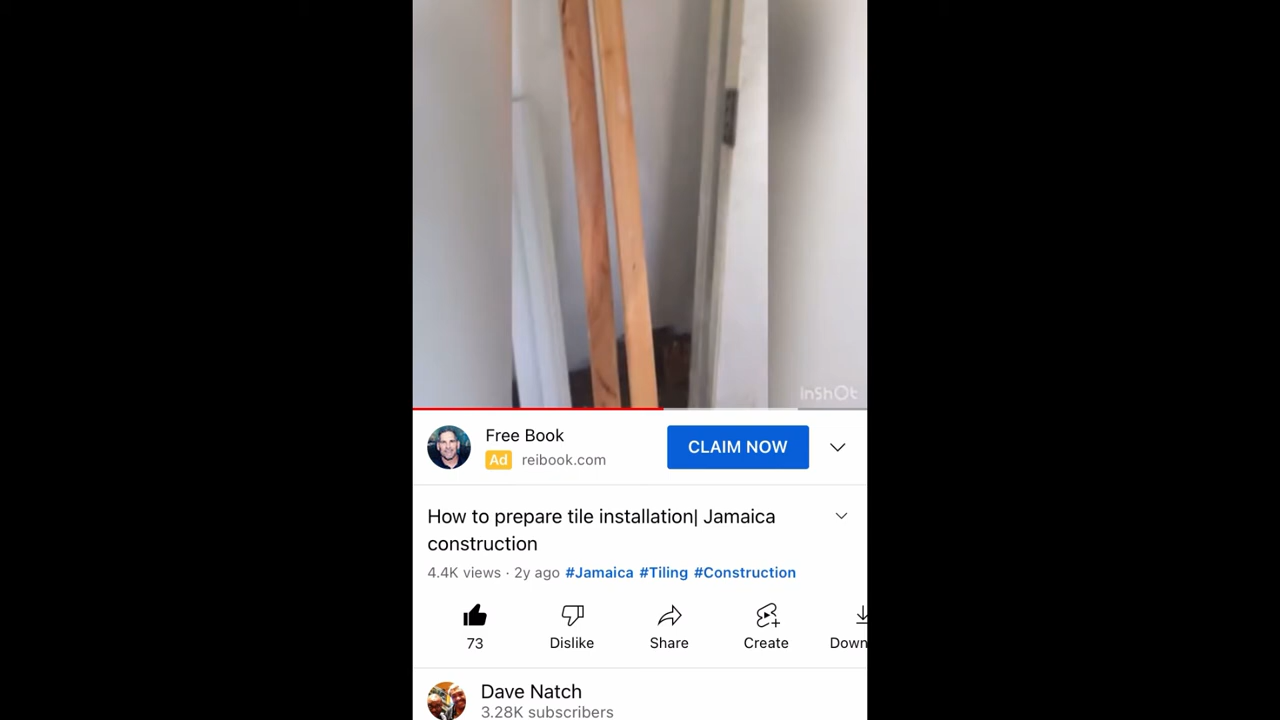 InShOt
Free Book
Ad reibook.com
CLAIM NOW
How to prepare tile installation| Jamaica
construction
4.4K views · 2y ago #Jamaica #Tiling #Construction
73 Dislike Share Create Down
Dave Natch
3.28K subscribers